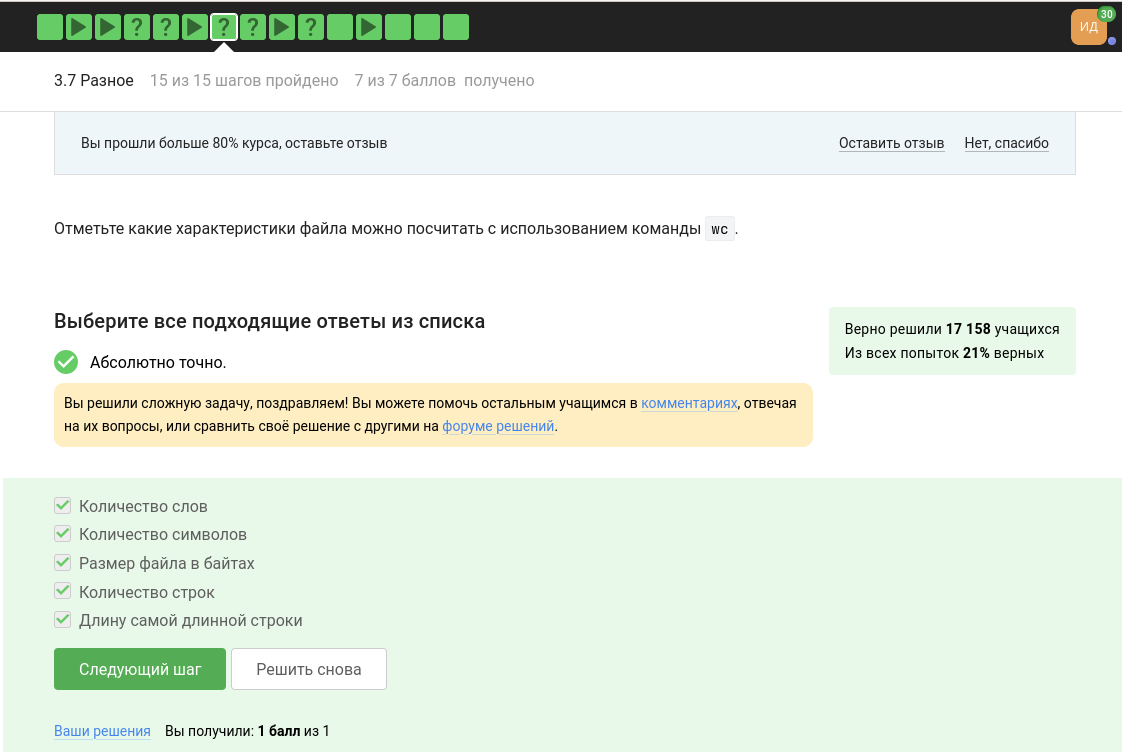 ? ? ? ? ?
ИД
30
3.7 Разное 15 из 15 шагов пройдено 7 из 7 баллов получено
Вы прошли больше 80% курса, оставьте отзыв Оставить отзыв Нет, спасибо
Отметьте какие характеристики файла можно посчитать с использованием команды wc.
Выберите все подходящие ответы из списка
Верно решили 17 158 учащихся
Из всех попыток 21% верных
Абсолютно точно.
Вы решили сложную задачу, поздравляем! Вы можете помочь остальным учащимся в комментариях, отвечая
на их вопросы, или сравнить своё решение с другими на форуме решений.
Количество слов
Количество символов
Размер файла в байтах
Количество строк
Длину самой длинной строки
Следующий шаг Решить снова
Ваши решения Вы получили: 1 балл из 1